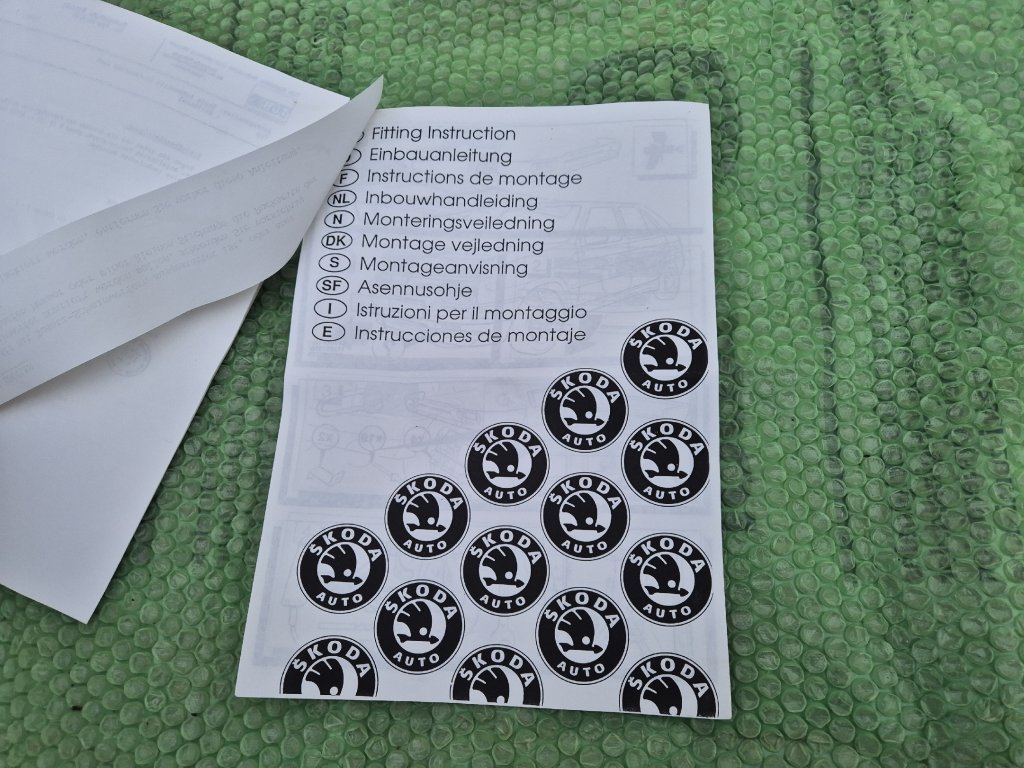 Fitting Instruction
Einbauanleitung
F Instructions de montage
NL Inbouwhandleiding
N Monteringsveiledning
DK Montage vejledning
S Montageanvisning
SF Asennusohje
I Istruzioni per il montaggio
E Instrucciones de montaje
ŠKODA
AUTO
ŠKODA
AUTO
ŠKODA
AUTO
ŠKODA
AUTO
ŠKODA
AUTO
ŠKODA
AUTO
ŠKODA
AUTO
ŠKODA
AUTO
ŠKODA
AUTO
ŠKODA
AUTO
ŠKODA
AUTO
ŠKODA
ŠKODA
ŠKODA